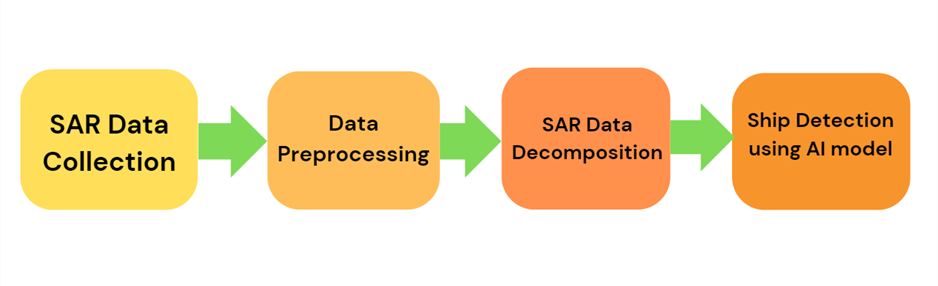 SAR Data
Collection
Data
Preprocessing
SAR Data
Decomposition
Ship Detection
using AI model